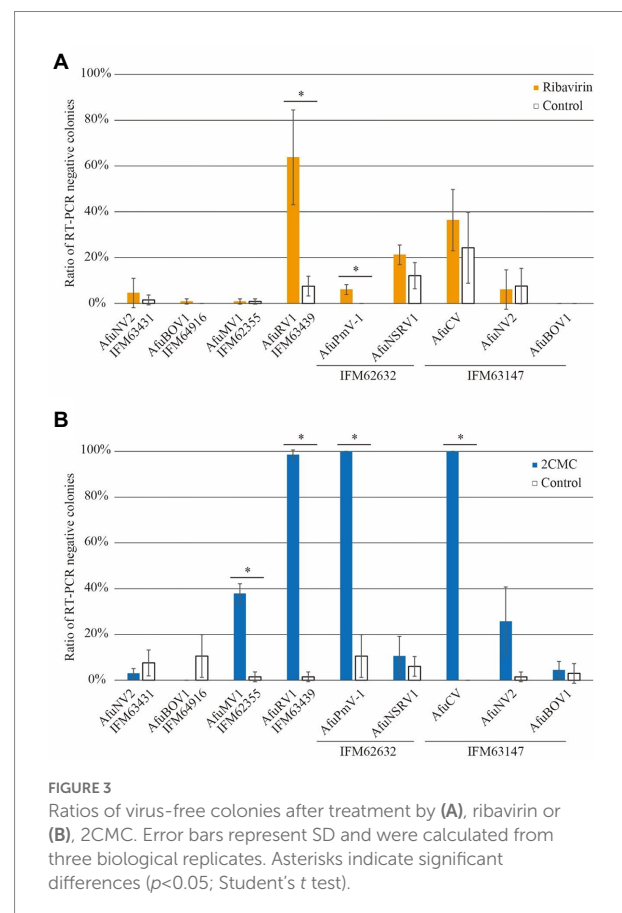 A
100%
80%
60%
40%
20%
0%
Ratio of RT-PCR negative colonies
Ribavirin
Control
*
*
AfuNV2
IFM63431
AfuBOV1
IFM64916
AfuMV1
IFM62355
AfuRV1
IFM63439
AfuPmV-1
AfuNSRV1
AfuCV
AfuNV2
AfuBOV1
IFM62632
IFM63147
B
100%
80%
60%
40%
20%
0%
Ratio of RT-PCR negative colonies
2CMC
Control
*
*
*
*
AfuNV2
IFM63431
AfuBOV1
IFM64916
AfuMV1
IFM62355
AfuRV1
IFM63439
AfuPmV-1
AfuNSRV1
AfuCV
AfuNV2
AfuBOV1
IFM62632
IFM63147
FIGURE 3
Ratios of virus-free colonies after treatment by (A), ribavirin or
(B), 2CMC. Error bars represent SD and were calculated from
three biological replicates. Asterisks indicate significant
differences (p<0.05; Student’s t test).